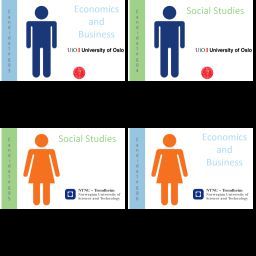 Economics
and
Business
UiO University of Oslo
Social Studies
UiO University of Oslo
Social Studies
NTNU – Trondheim
Norwegian University of
Science and Technology
Economics
and
Business
NTNU – Trondheim
Norwegian University of
Science and Technology